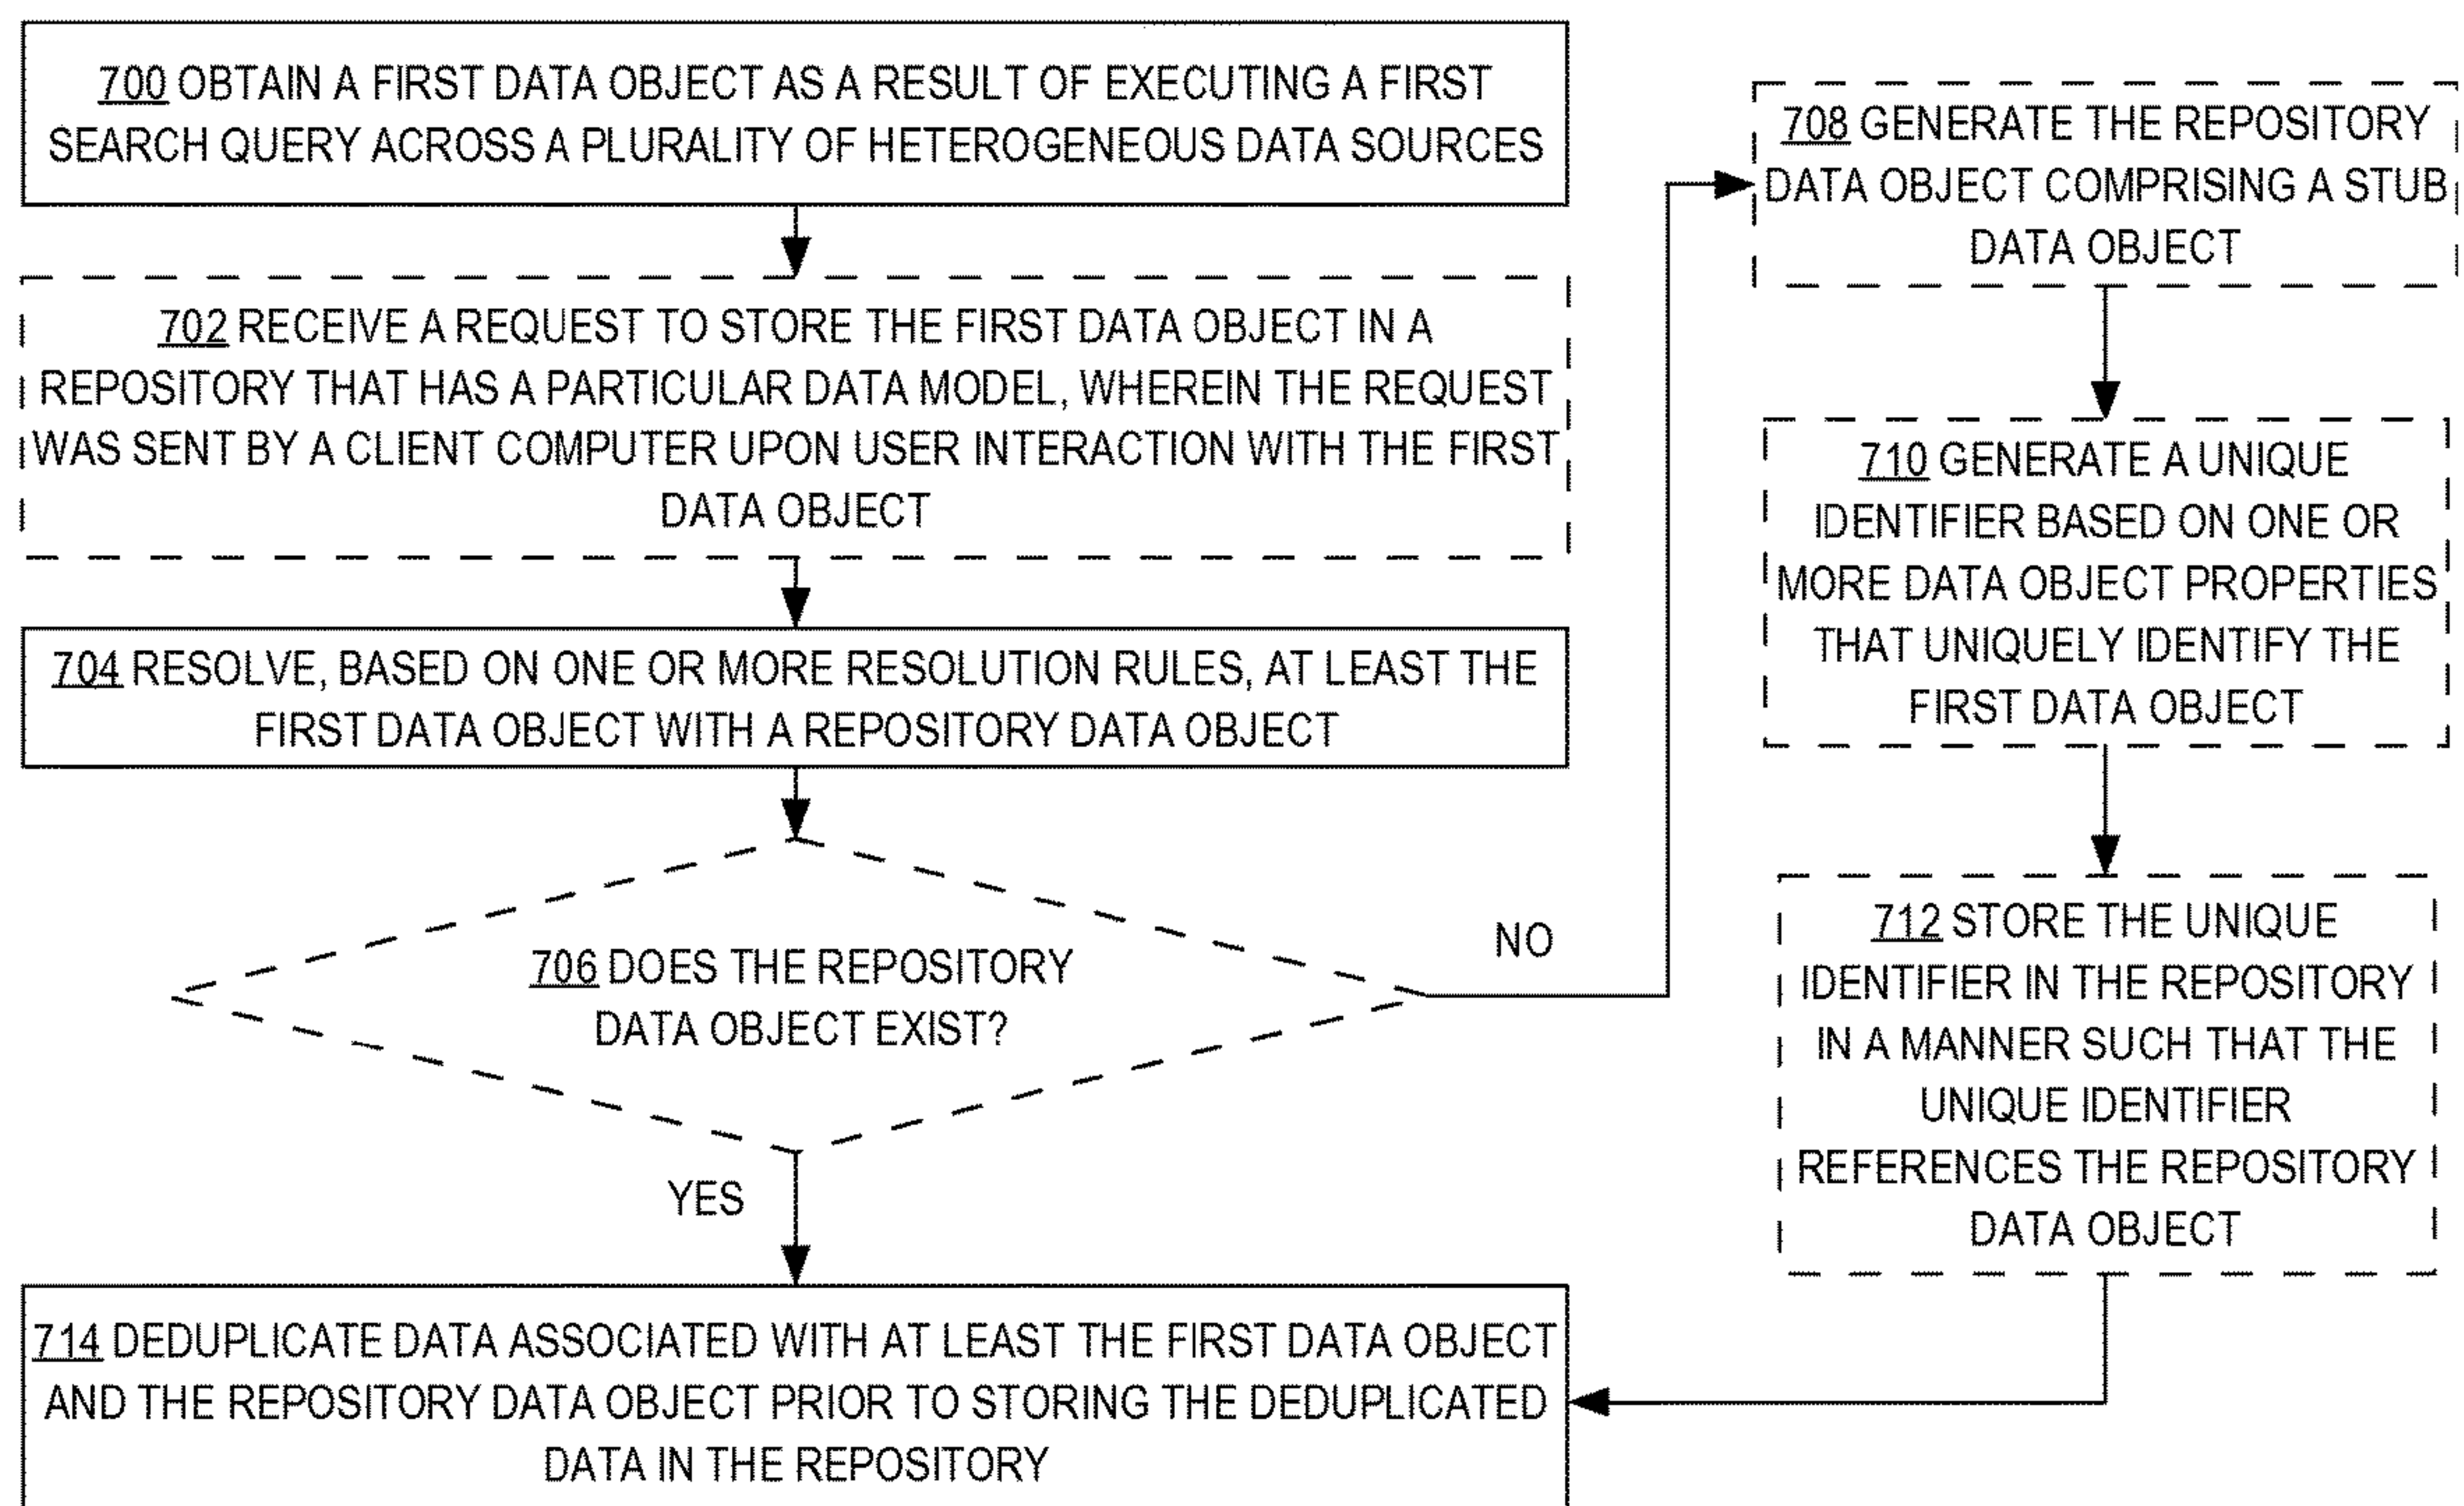 700 OBTAIN A FIRST DATA OBJECT AS A RESULT OF EXECUTING A FIRST
SEARCH QUERY ACROSS A PLURALITY OF HETEROGENEOUS DATA SOURCES
702 RECEIVE A REQUEST TO STORE THE FIRST DATA OBJECT IN A
REPOSITORY THAT HAS A PARTICULAR DATA MODEL, WHEREIN THE REQUEST
WAS SENT BY A CLIENT COMPUTER UPON USER INTERACTION WITH THE FIRST
DATA OBJECT
704 RESOLVE, BASED ON ONE OR MORE RESOLUTION RULES, AT LEAST THE
FIRST DATA OBJECT WITH A REPOSITORY DATA OBJECT
706 DOES THE REPOSITORY
DATA OBJECT EXIST?
NO
YES
708 GENERATE THE REPOSITORY
DATA OBJECT COMPRISING A STUB
DATA OBJECT
710 GENERATE A UNIQUE
IDENTIFIER BASED ON ONE OR
MORE DATA OBJECT PROPERTIES
THAT UNIQUELY IDENTIFY THE
FIRST DATA OBJECT
712 STORE THE UNIQUE
IDENTIFIER IN THE REPOSITORY
IN A MANNER SUCH THAT THE
UNIQUE IDENTIFIER
REFERENCES THE REPOSITORY
DATA OBJECT
714 DEDUPLICATE DATA ASSOCIATED WITH AT LEAST THE FIRST DATA OBJECT
AND THE REPOSITORY DATA OBJECT PRIOR TO STORING THE DEDUPLICATED
DATA IN THE REPOSITORY